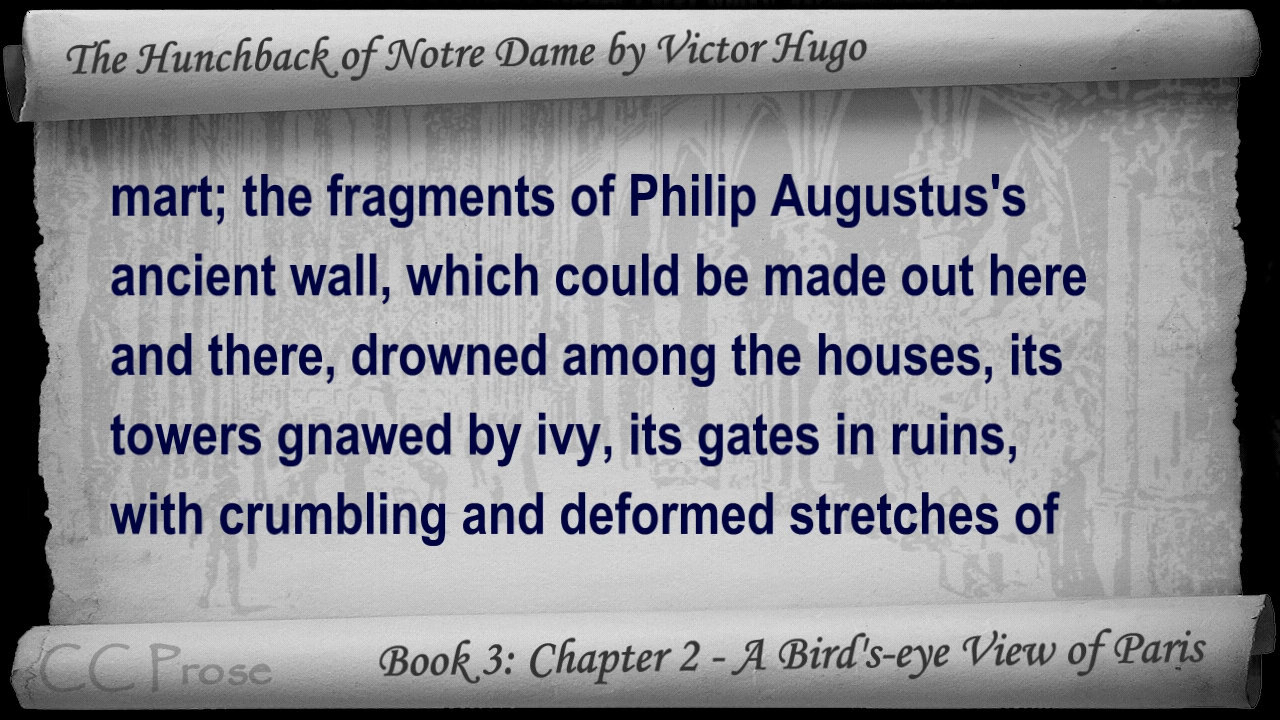 The Hunchback of Notre Dame by Victor Hugo
mart; the fragments of Philip Augustus's
ancient wall, which could be made out here
and there, drowned among the houses, its
towers gnawed by ivy, its gates in ruins,
with crumbling and deformed stretches of
CC Prose
Book 3: Chapter 2 - A Bird's-eye View of Paris